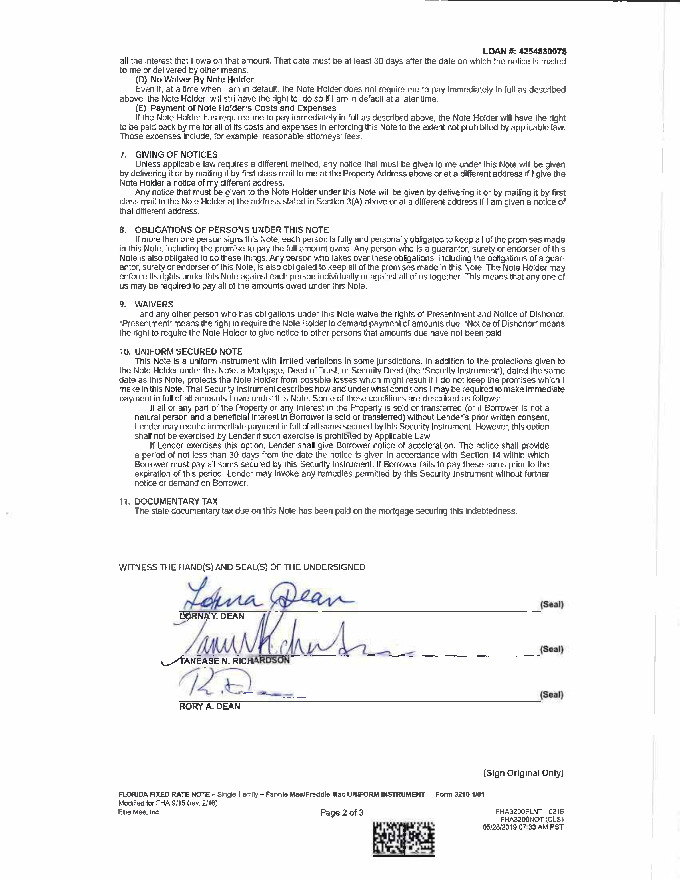 LOAN #: 4254880078
all the interest that I owe on that amount. That date must be at least 30 days after the date on which the notice is mailed
to me or delivered by other means.
(D) No Waiver By Note Holder
Even if, at a time when I am in default, the Note Holder does not require me to pay immediately in full as described
above, the Note Holder will still have the right to do so if I am in default at a later time.
(E) Payment of Note Holder's Costs and Expenses
If the Note Holder has required me to pay immediately in full as described above, the Note Holder will have the right
to be paid back by me for all of its costs and expenses in enforcing this Note to the extent not prohibited by applicable law.
Those expenses include, for example, reasonable attorneys' fees.
7. GIVING OF NOTICES
Unless applicable law requires a different method, any notice that must be given to me under this Note will be given
by delivering it or by mailing it by first class mail to me at the Property Address above or at a different address if I give the
Note Holder a notice of my different address.
Any notice that must be given to the Note Holder under this Note will be given by delivering it or by mailing it by first
class mail to the Note Holder at the address stated in Section 3(A) above or at a different address if I am given a notice of
that different address.
8. OBLIGATIONS OF PERSONS UNDER THIS NOTE
If more than one person signs this Note, each person is fully and personally obligated to keep all of the promises made
in this Note, including the promise to pay the full amount owed. Any person who is a guarantor, surety or endorser of this
Note is also obligated to do these things. Any person who takes over these obligations, including the obligations of a guar-
antor, surety or endorser of this Note, is also obligated to keep all of the promises made in this Note. The Note Holder may
enforce its rights under this Note against each person individually or against all of us together. This means that any one of
us may be required to pay all of the amounts owed under this Note.
9. WAIVERS
I and any other person who has obligations under this Note waive the rights of Presentment and Notice of Dishonor.
"Presentment" means the right to require the Note Holder to demand payment of amounts due. "Notice of Dishonor" means
the right to require the Note Holder to give notice to other persons that amounts due have not been paid.
10. UNIFORM SECURED NOTE
This Note is a uniform instrument with limited variations in some jurisdictions. In addition to the protections given to
the Note Holder under this Note, a Mortgage, Deed of Trust, or Security Deed (the "Security Instrument"), dated the same
date as this Note, protects the Note Holder from possible losses which might result if I do not keep the promises which I
make in this Note. That Security Instrument describes how and under what conditions I may be required to make immediate
payment in full of all amounts I owe under this Note. Some of these conditions are described as follows:
If all or any part of the Property or any Interest in the Property is sold or transferred (or if Borrower is not a
natural person and a beneficial interest in Borrower is sold or transferred) without Lender's prior written consent,
Lender may require immediate payment in full of all sums secured by this Security Instrument. However, this option
shall not be exercised by Lender if such exercise is prohibited by Applicable Law.
If Lender exercises this option, Lender shall give Borrower notice of acceleration. The notice shall provide
a period of not less than 30 days from the date the notice is given in accordance with Section 14 within which
Borrower must pay all sums secured by this Security Instrument. If Borrower fails to pay these sums prior to the
expiration of this period, Lender may invoke any remedies permitted by this Security Instrument without further
notice or demand on Borrower.
11. DOCUMENTARY TAX
The state documentary tax due on this Note has been paid on the mortgage securing this indebtedness.
WITNESS THE HAND(S) AND SEAL(S) OF THE UNDERSIGNED
Lorna Dean
(Seal)
LORNA Y. DEAN
(Seal)
TANEASE N. RICHARDSON
(Seal)
RORY A. DEAN
[Sign Original Only]
FLORIDA FIXED RATE NOTE - Single Family - Fannie Mae/Freddie Mac UNIFORM INSTRUMENT Form 3210 1/01
Modified for FHA 9/15 (rev. 2/16)
Ellie Mae, Inc.
Page 2 of 3
FHA3200FLNT 0216
FHA3200NOT (CLS)
05/28/2019 07:33 AM PST